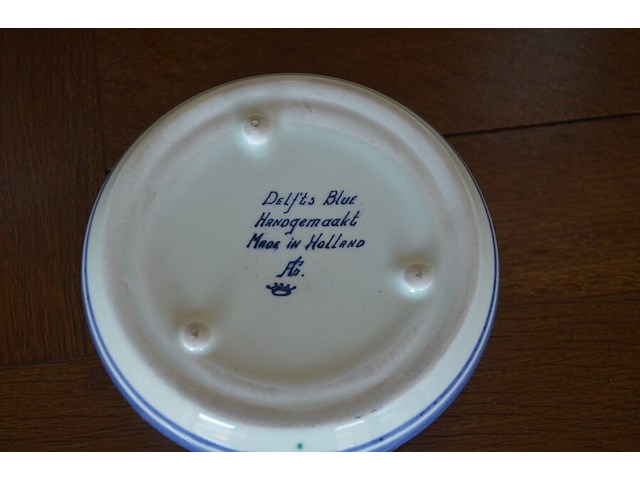 Delfts Blue
Handgemaakt
Made in Holland